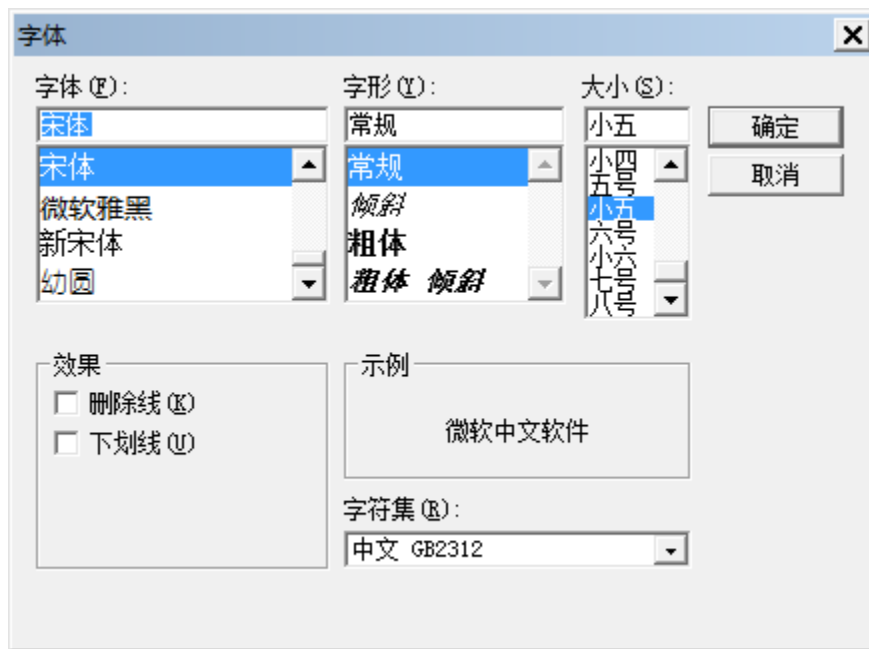 字体
字体(F):
宋体
宋体
微软雅黑
新宋体
幼圆
字形(Y):
常规
常规
倾斜
粗体
粗体 倾斜
大小(S):
小五
小四
五号
小五
六号
小六
七号
八号
确定
取消
效果
删除线(K)
下划线(U)
示例
微软中文软件
字符集(R):
中文 GB2312